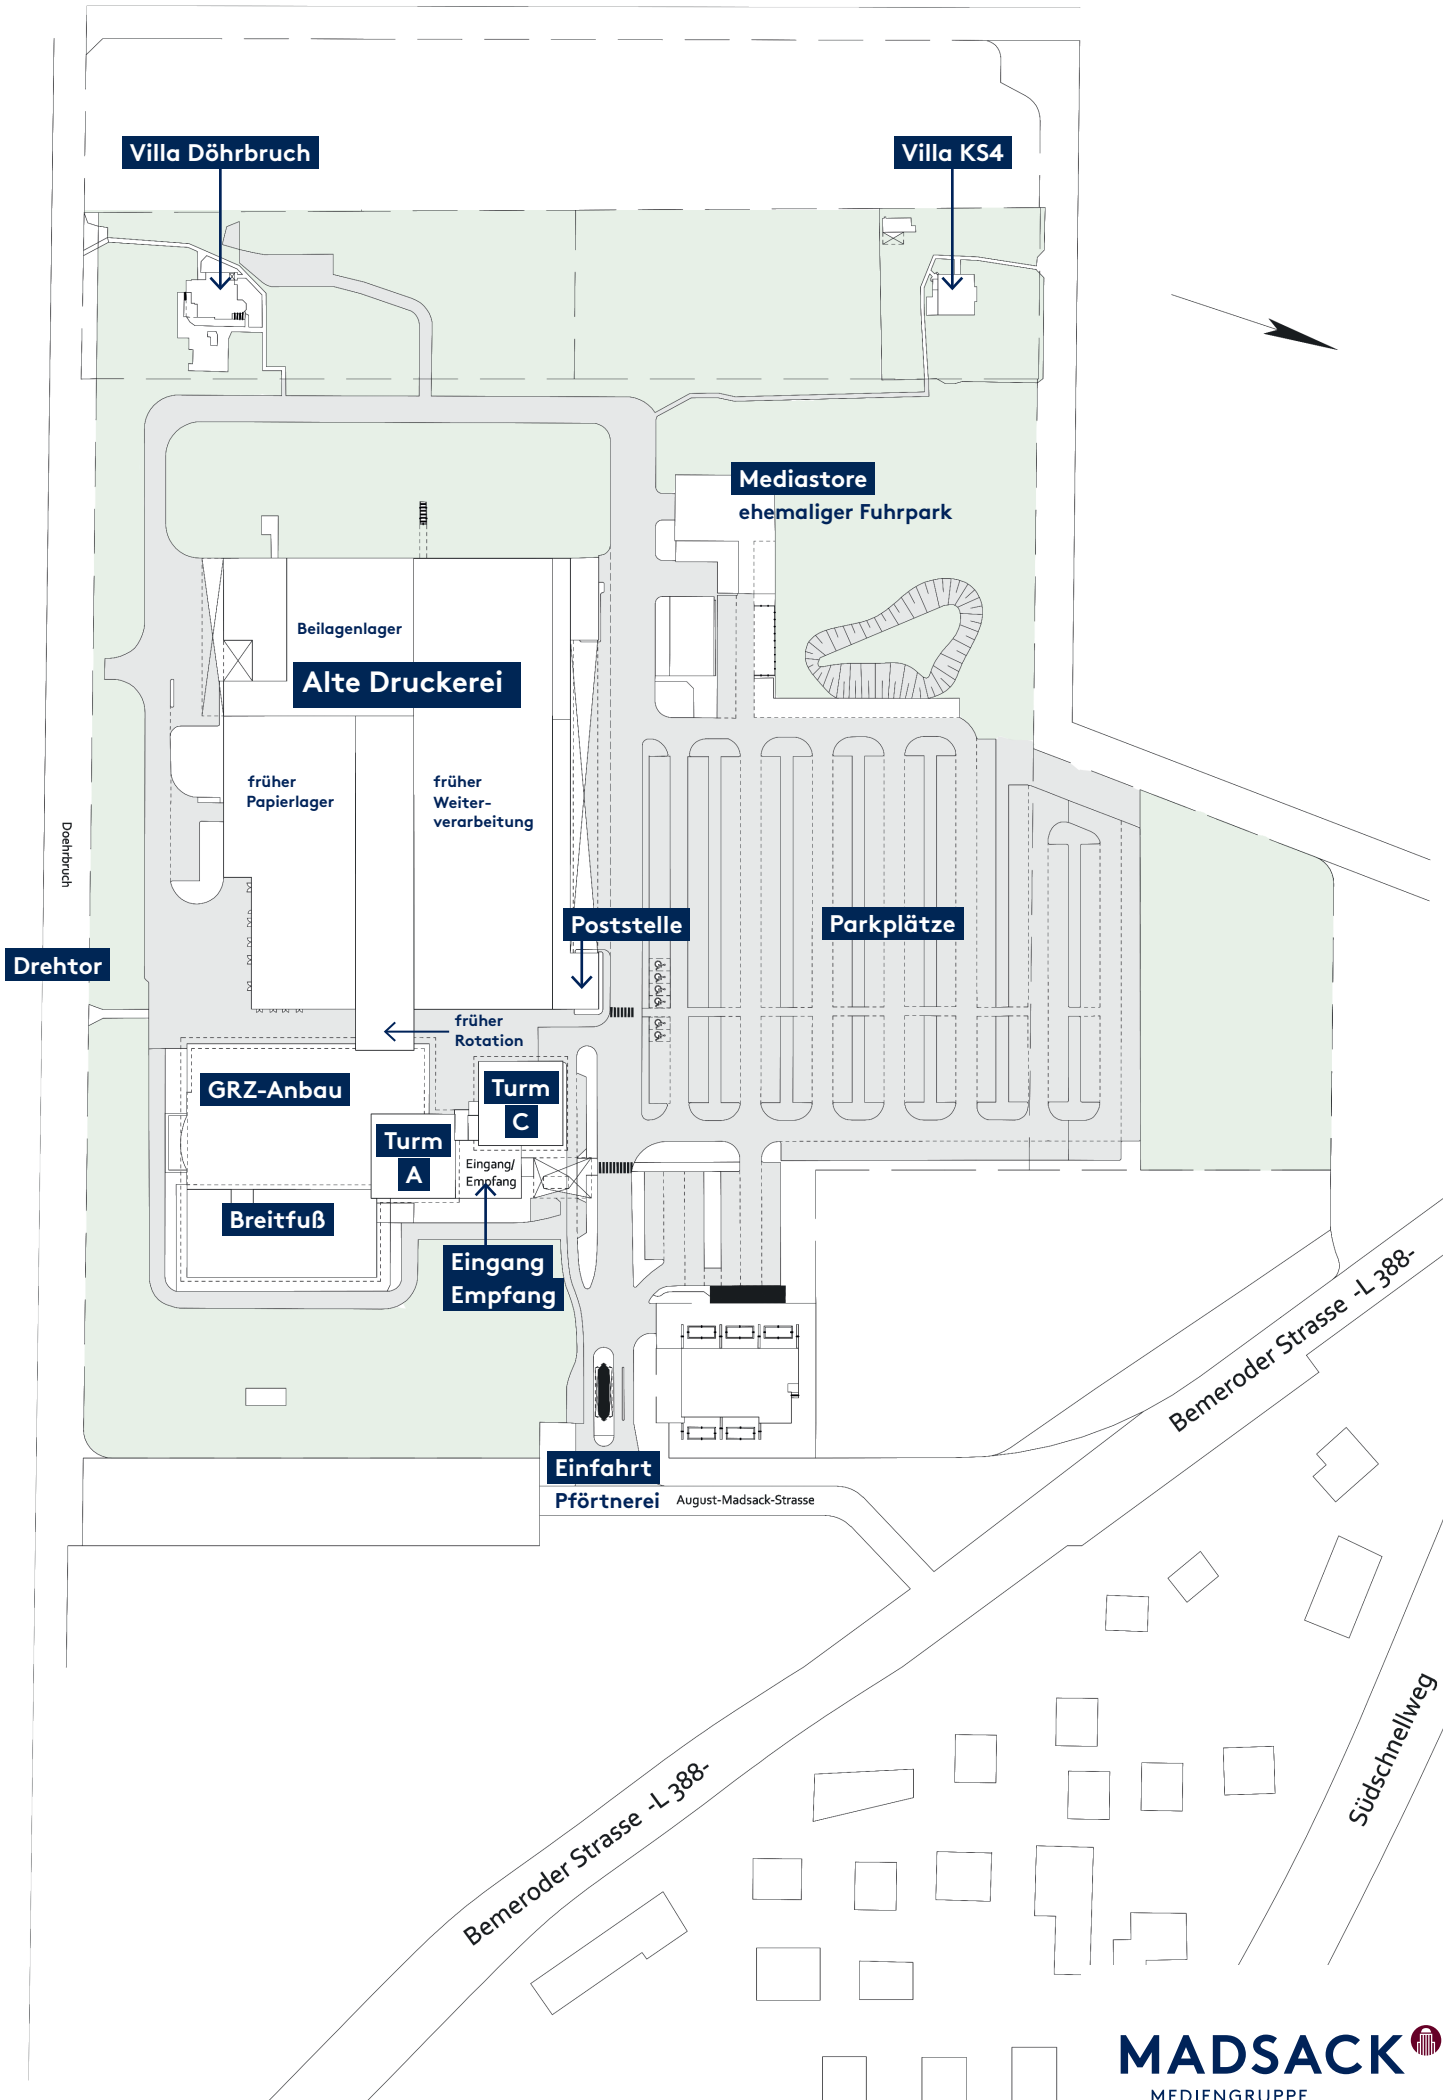 Villa Döhrbruch
Villa KS4
Mediastore
ehemaliger Fuhrpark
Beilagenlager
Alte Druckerei
früher
Papierlager
früher
Weiter-
verarbeitung
Doehrbruch
Poststelle
Parkplätze
Drehtor
früher
Rotation
GRZ-Anbau
Turm
C
Turm
A
Eingang/
Empfang
Breitfuß
Eingang
Empfang
Bemeroder Strasse -L 388-
Einfahrt
Pförtnerei
August-Madsack-Strasse
Südschnellweg
Bemeroder Strasse -L 388-
MADSACK
MEDIENGRUPPE